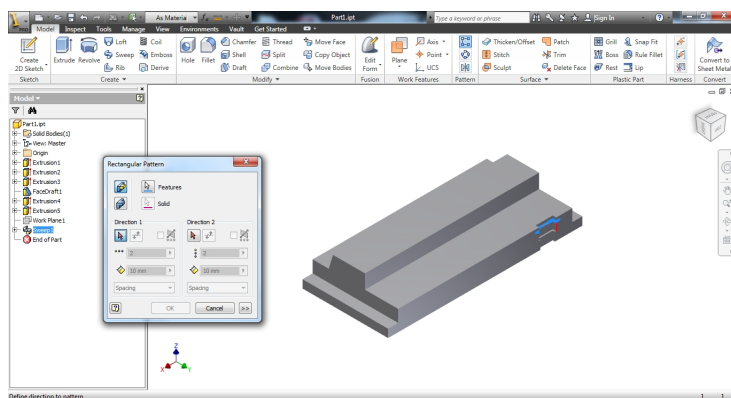 As Materia
Part1.ipt
Type a keyword or phrase
Sign In
PRO
Model Inspect Tools Manage View Environments Vault Get Started
Create 2D Sketch
Extrude Revolve
Loft Coil
Sweep Emboss
Rib Derive
Hole Fillet
Chamfer Thread Move Face
Shell Split Copy Object
Draft Combine Move Bodies
Edit Form
Plane
Axis
Point
UCS
Thicken/Offset Patch
Stitch Trim
Sculpt Delete Face
Grill Snap Fit
Boss Rule Fillet
Rest Lip
Convert to Sheet Metal
Sketch Create Modify Fusion Work Features Pattern Surface Plastic Part Harness Convert
Model
Part1.ipt
Solid Bodies(1)
View: Master
Origin
Extrusion1
Extrusion2
Extrusion3
FaceDraft1
Extrusion4
Extrusion5
Work Plane1
Sweep1
End of Part
Rectangular Pattern
Features
Solid
Direction 1 Direction 2
2 2
10 mm 10 mm
Spacing Spacing
OK Cancel >>
Z
X Y
Define direction to pattern
1 1